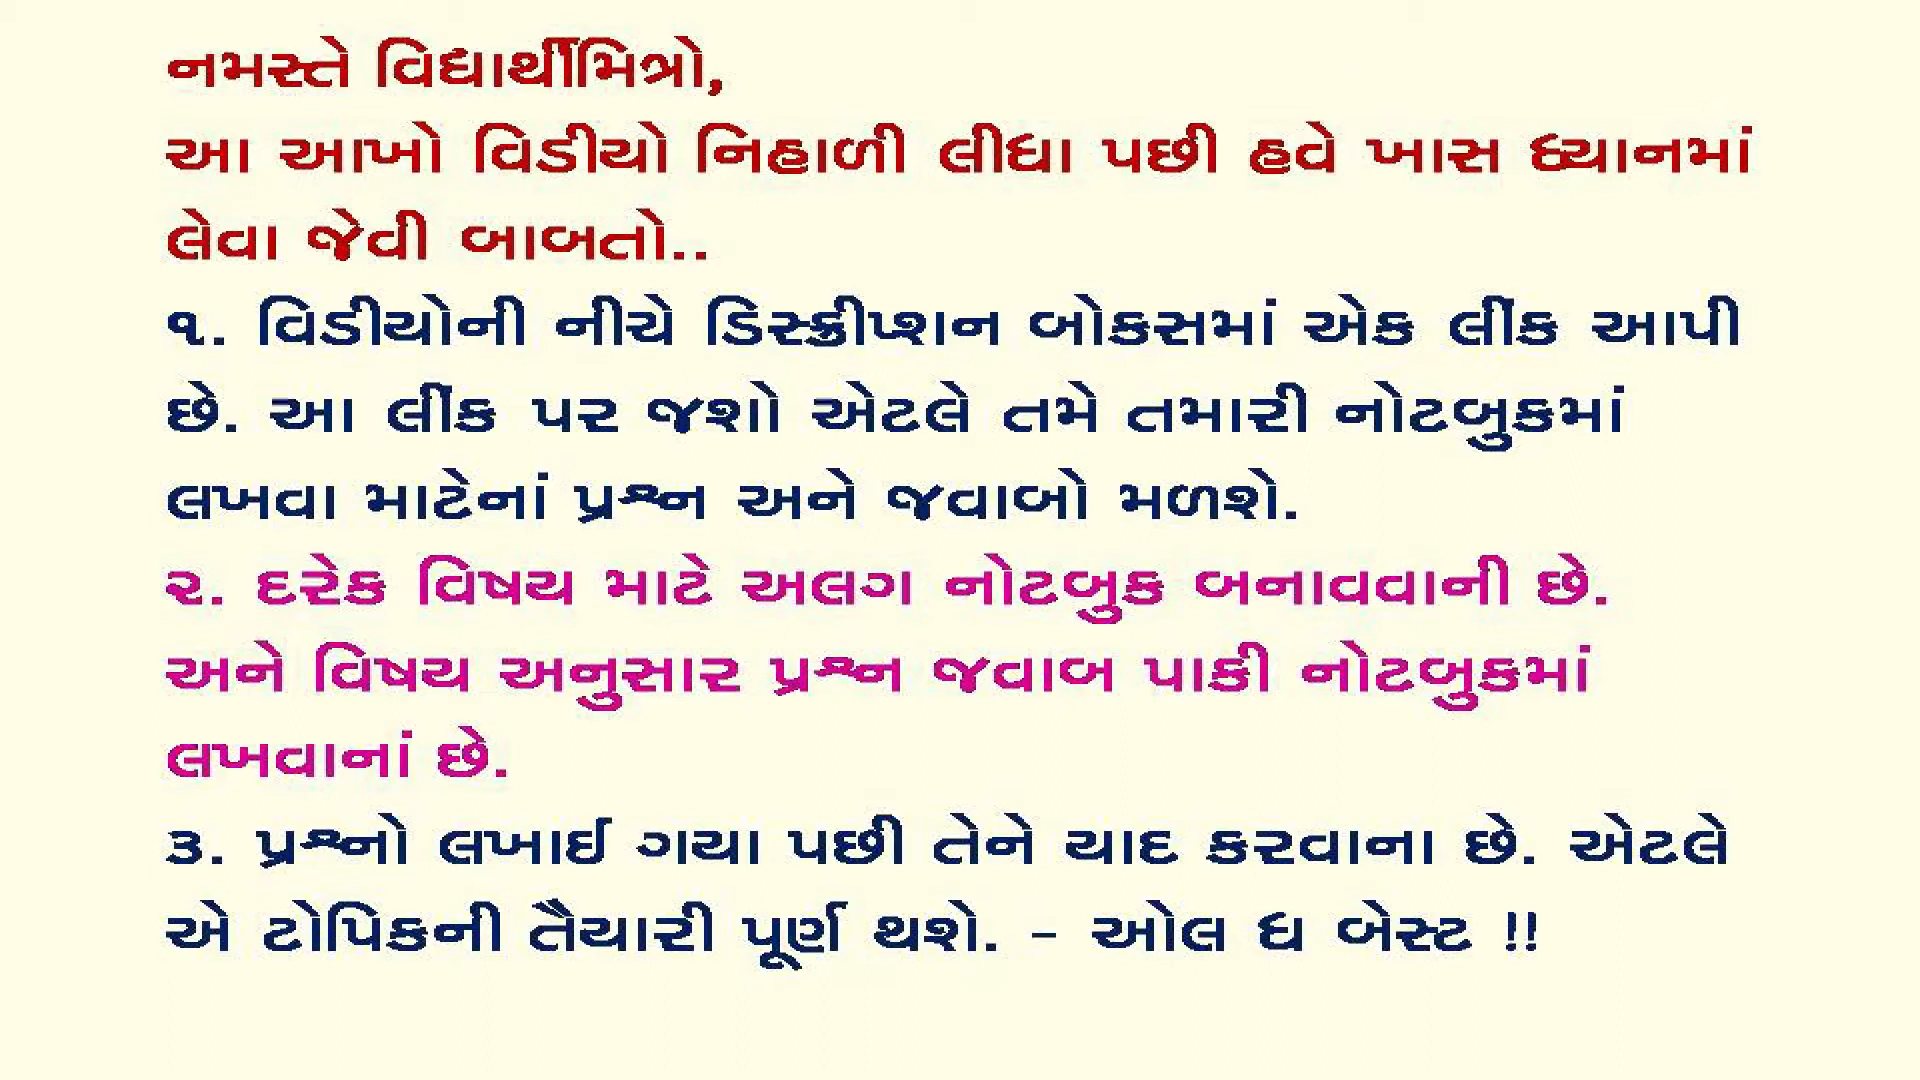 નમસ્તે વિદ્યાર્થીમિત્રો,
આ આખો વિડીયો નિહાળી લીધા પછી હવે ખાસ ધ્યાનમાં
લેવા જેવી બાબતો..
૧. વિડીયોની નીચે ડિસ્ક્રીપ્શન બોકસમાં એક લીંક આપી
છે. આ લીંક પર જશો એટલે તમે તમારી નોટબુકમાં
લખવા માટેનાં પ્રશ્ન અને જવાબો મળશે.
૨. દરેક વિષય માટે અલગ નોટબુક બનાવવાની છે.
અને વિષય અનુસાર પ્રશ્ન જવાબ પાકી નોટબુકમાં
લખવાનાં છે.
૩. પ્રશ્નો લખાઈ ગયા પછી તેને યાદ કરવાના છે. એટલે
એ ટોપિકની તૈયારી પૂર્ણ થશે. - ઓલ ધ બેસ્ટ !!